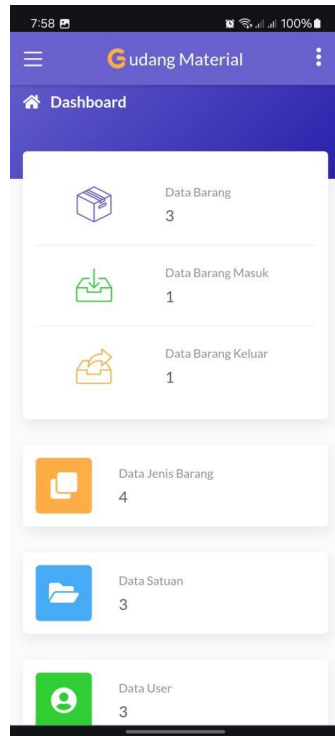 7:58 100%
Gudang Material
Dashboard
Data Barang
3
Data Barang Masuk
1
Data Barang Keluar
1
Data Jenis Barang
4
Data Satuan
3
Data User
3